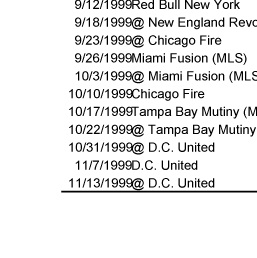 9/12/1999Red Bull New York
9/18/1999@ New England Revo
9/23/1999@ Chicago Fire
9/26/1999Miami Fusion (MLS)
10/3/1999@ Miami Fusion (MLS
10/10/1999Chicago Fire
10/17/1999Tampa Bay Mutiny (M
10/22/1999@ Tampa Bay Mutiny
10/31/1999@ D.C. United
11/7/1999D.C. United
11/13/1999@ D.C. United